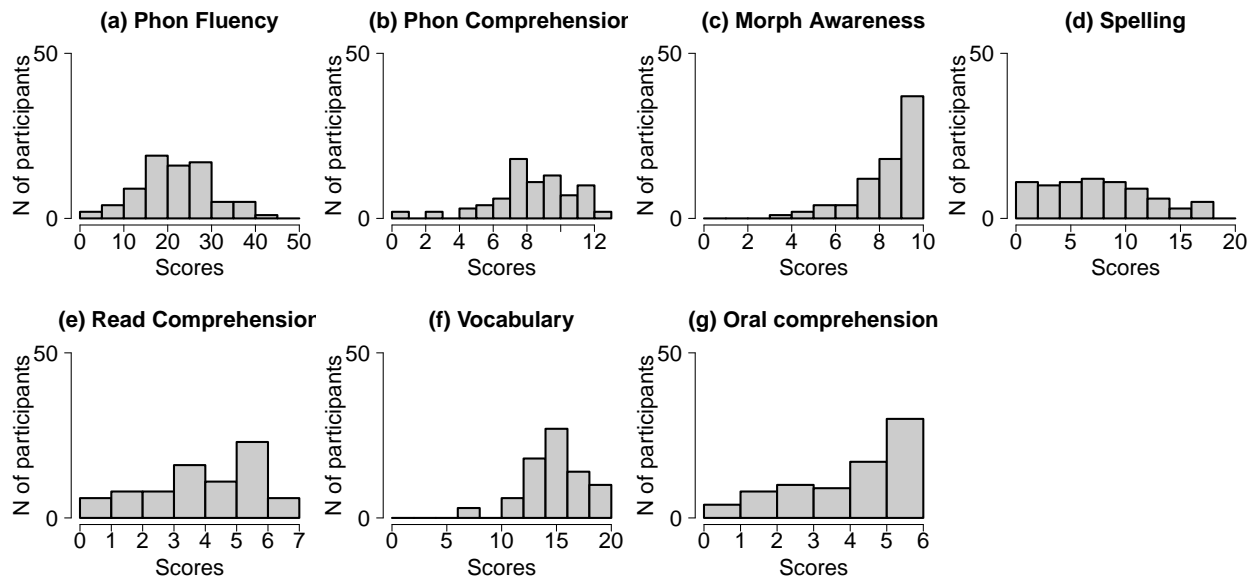 (a) Phon Fluency
(b) Phon Comprehension
(c) Morph Awareness
(d) Spelling
N of participants
50
0
0 10 20 30 40 50
Scores
N of participants
50
0
0 2 4 6 8 12
Scores
N of participants
50
0
0 2 4 6 8 10
Scores
N of participants
50
0
0 5 10 15 20
Scores
(e) Read Comprehension
(f) Vocabulary
(g) Oral comprehension
N of participants
50
0
0 1 2 3 4 5 6 7
Scores
N of participants
50
0
0 5 10 15 20
Scores
N of participants
50
0
0 1 2 3 4 5 6
Scores